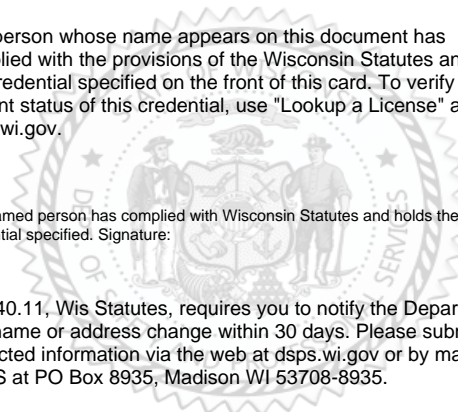 erson whose name appears on this document has
plied with the provisions of the Wisconsin Statutes an
redential specified on the front of this card. To verify
nt status of this credential, use "Lookup a License" a
wi.gov.
amed person has complied with Wisconsin Statutes and holds the
ntial specified. Signature:
40.11, Wis Statutes, requires you to notify the Depar
name or address change within 30 days. Please subm
cted information via the web at dsps.wi.gov or by ma
S at PO Box 8935, Madison WI 53708-8935.